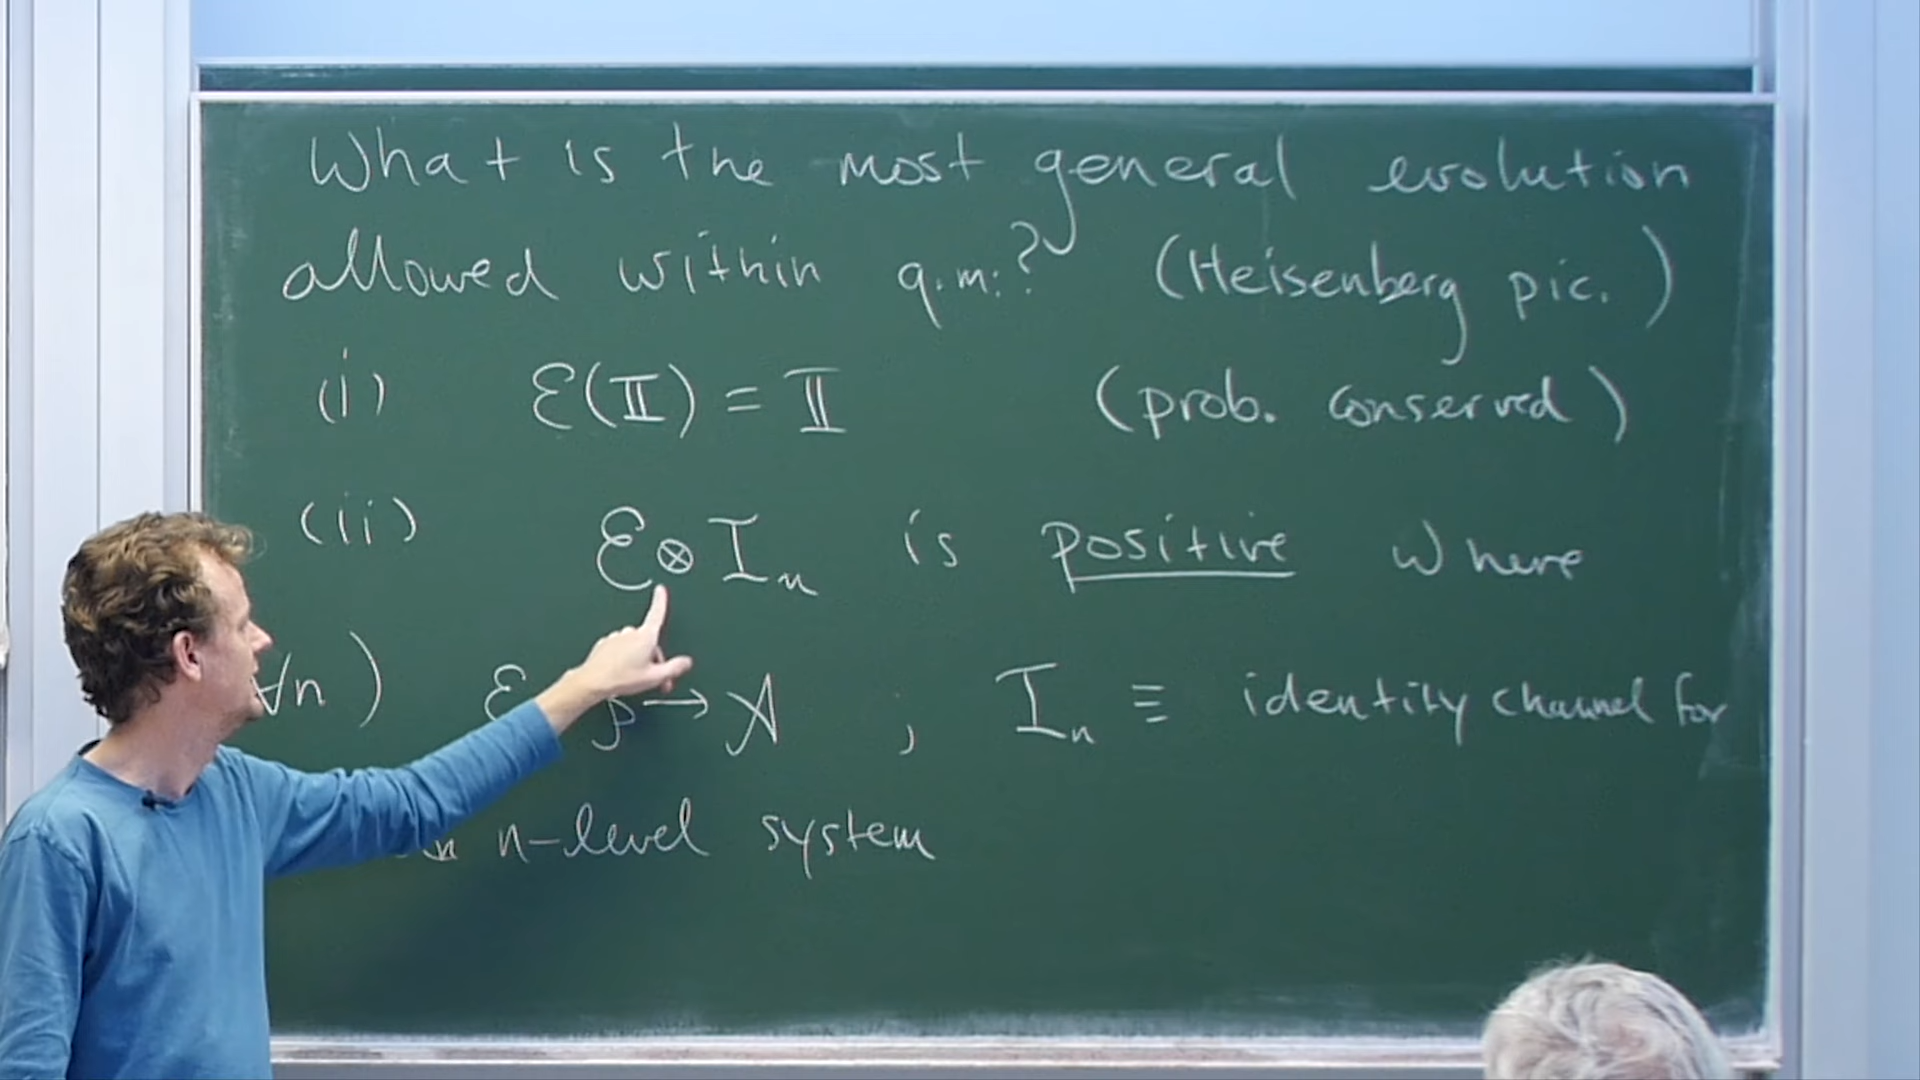 What is the most general evolution
allowed within q.m.? (Heisenberg pic.)
(i) ℰ(𝕀) = 𝕀 (prob. conserved)
(ii) ℰ⊗I_n is positive where
∀n) ℰ → A ; I_n ≡ identity channel for
n-level system